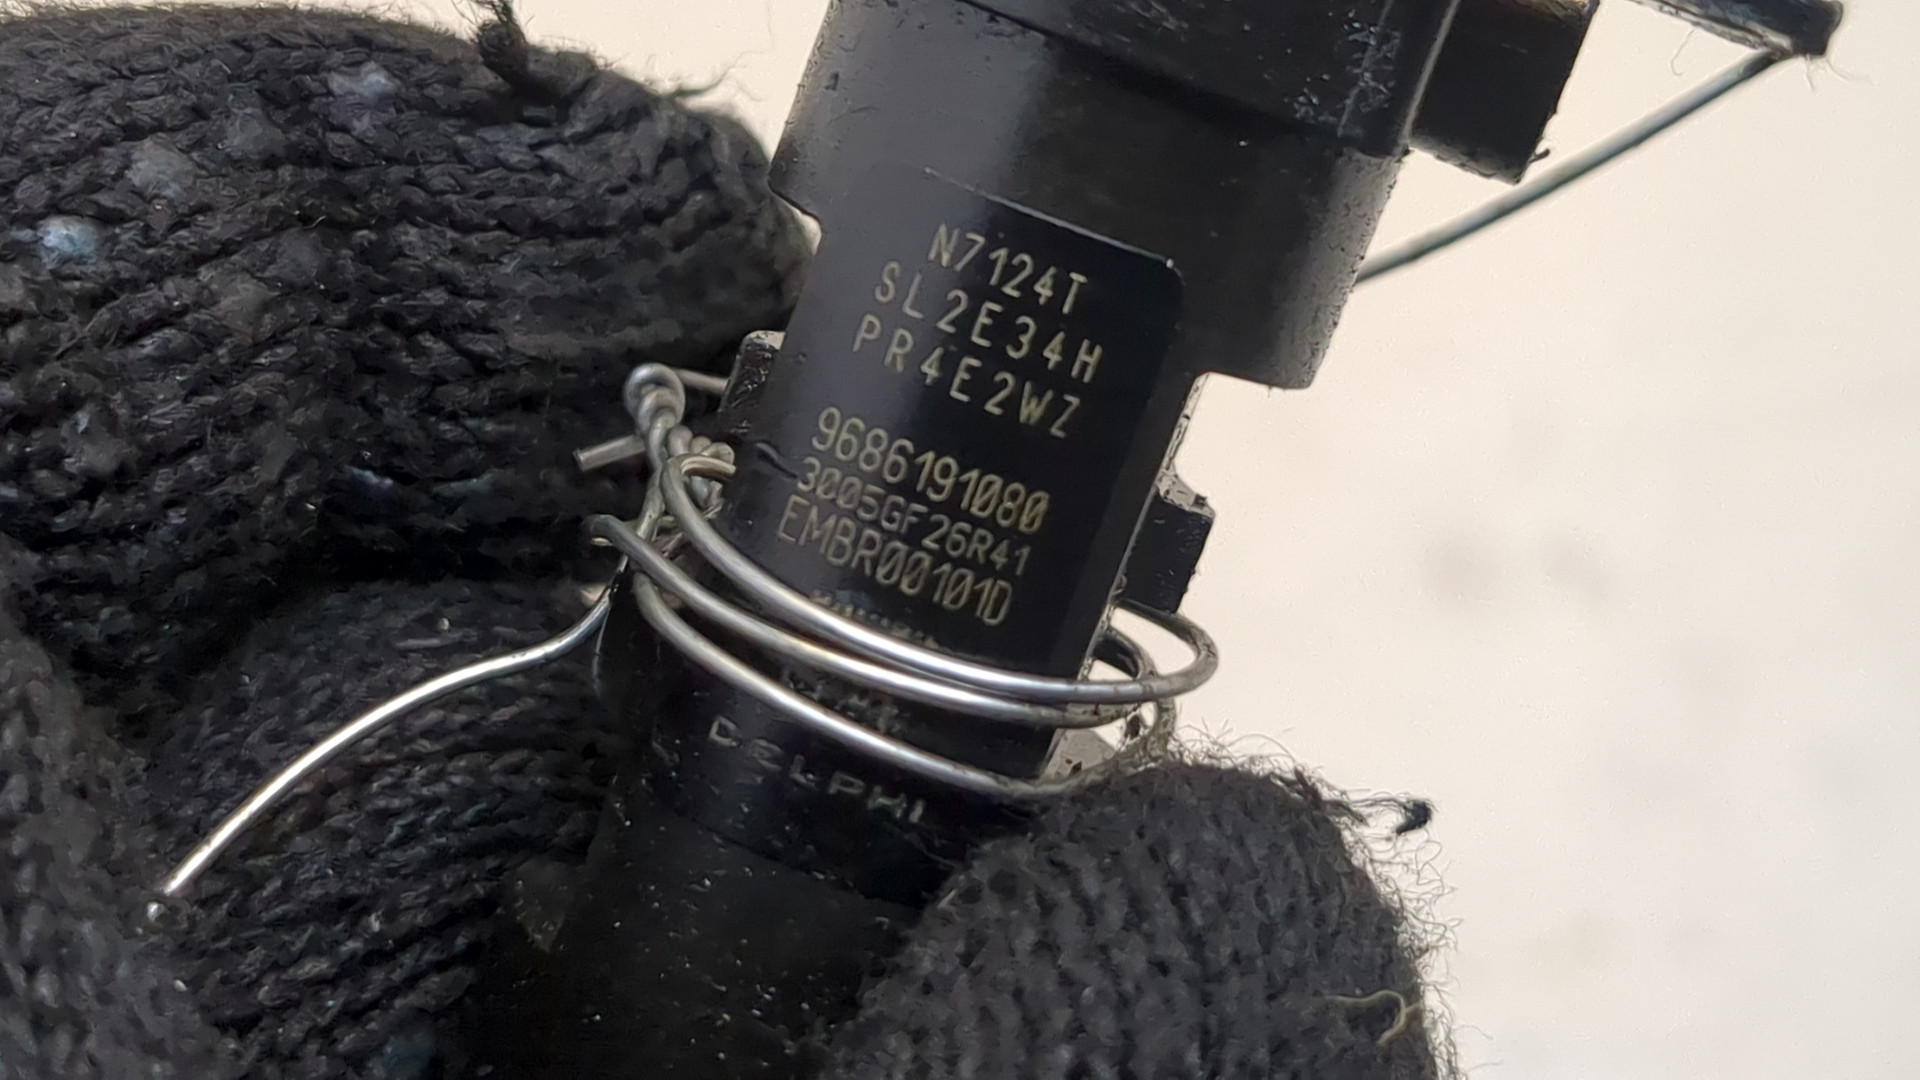 N7124T
SL2E34H
PR4E2WZ
9686191080
3005GF26R41
EMBR00101D
DELPHI